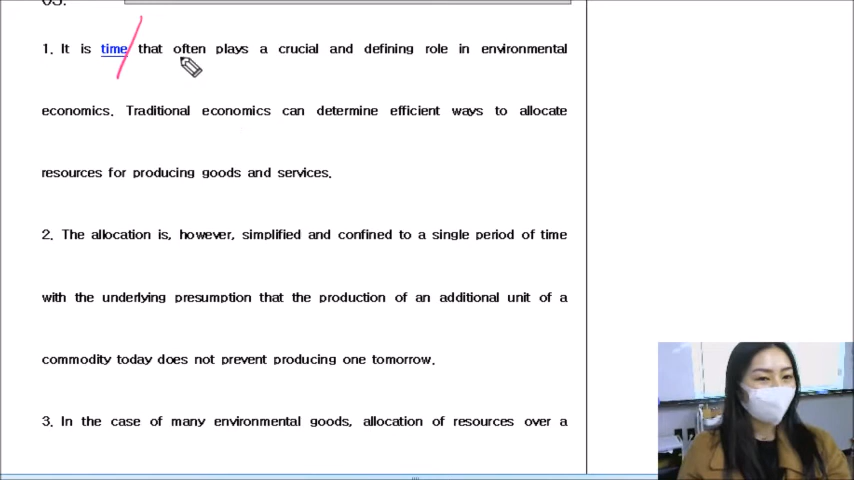 05.
1. It is time that often plays a crucial and defining role in environmental
economics. Traditional economics can determine efficient ways to allocate
resources for producing goods and services.
2. The allocation is, however, simplified and confined to a single period of time
with the underlying presumption that the production of an additional unit of a
commodity today does not prevent producing one tomorrow.
3. In the case of many environmental goods, allocation of resources over a